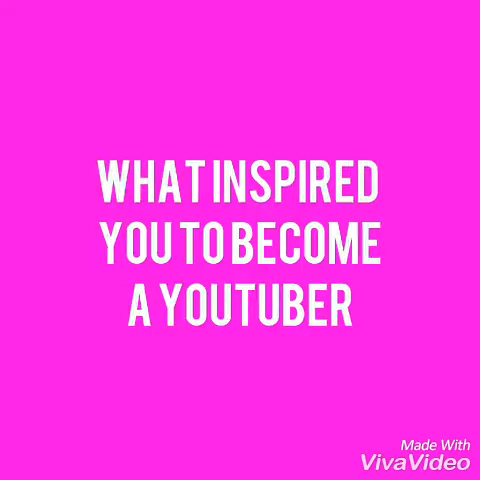 WHAT INSPIRED
YOU TO BECOME
A YOUTUBER
Made With
VivaVideo